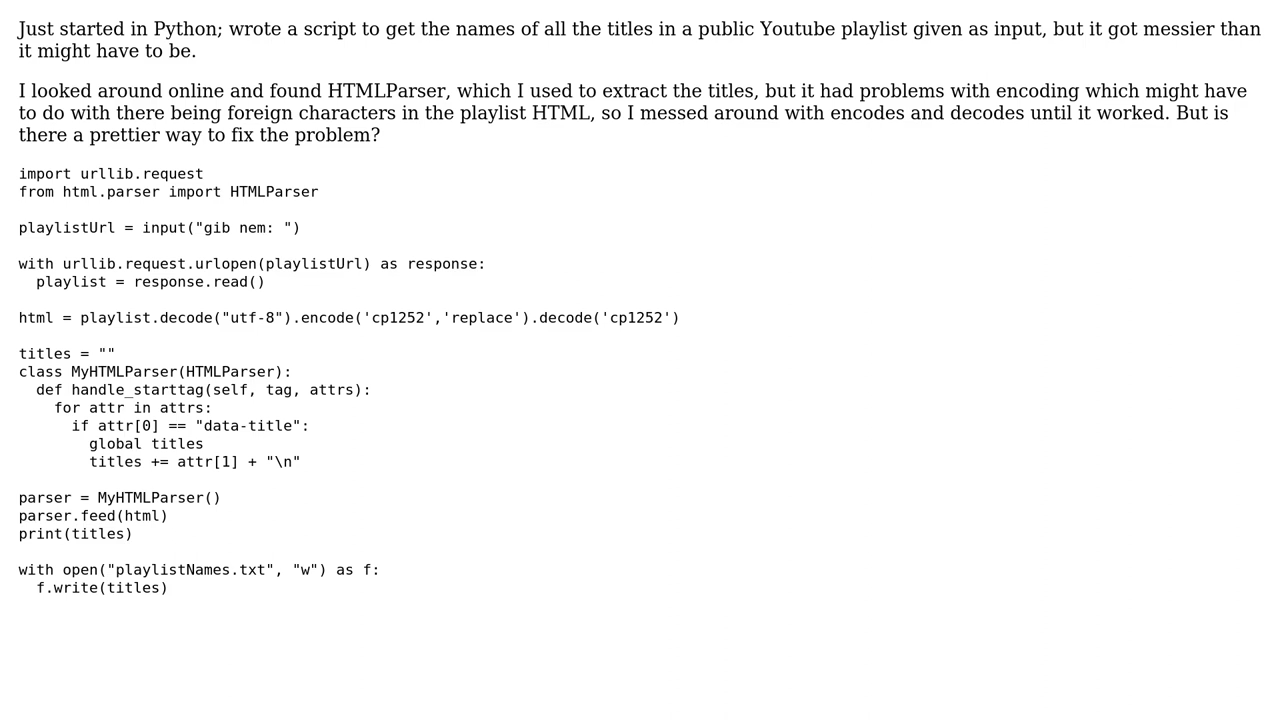 Just started in Python; wrote a script to get the names of all the titles in a public Youtube playlist given as input, but it got messier than
it might have to be.
I looked around online and found HTMLParser, which I used to extract the titles, but it had problems with encoding which might have
to do with there being foreign characters in the playlist HTML, so I messed around with encodes and decodes until it worked. But is
there a prettier way to fix the problem?
import urllib.request
from html.parser import HTMLParser
playlistUrl = input("gib nem: ")
with urllib.request.urlopen(playlistUrl) as response:
  playlist = response.read()
html = playlist.decode("utf-8").encode('cp1252','replace').decode('cp1252')
titles = ""
class MyHTMLParser(HTMLParser):
  def handle_starttag(self, tag, attrs):
    for attr in attrs:
      if attr[0] == "data-title":
        global titles
        titles += attr[1] + "\n"
parser = MyHTMLParser()
parser.feed(html)
print(titles)
with open("playlistNames.txt", "w") as f:
  f.write(titles)